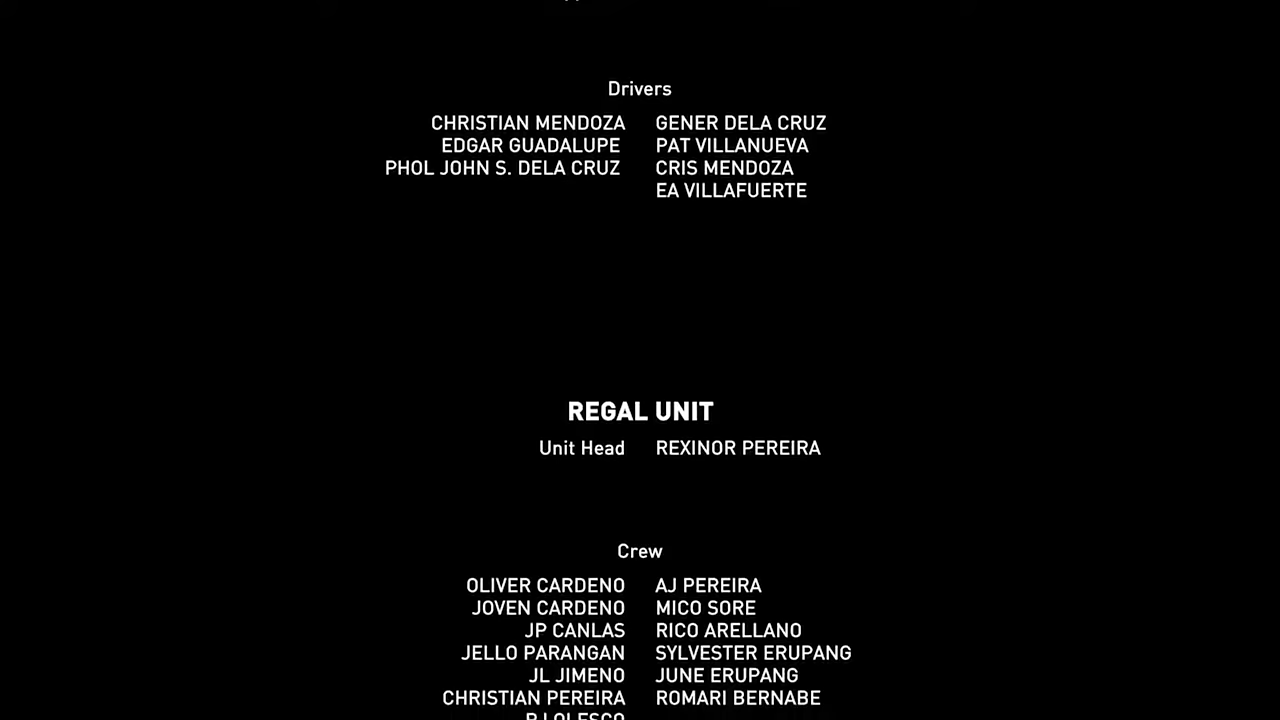 Drivers
CHRISTIAN MENDOZA GENER DELA CRUZ
EDGAR GUADALUPE PAT VILLANUEVA
PHOL JOHN S. DELA CRUZ CRIS MENDOZA
EA VILLAFUERTE
REGAL UNIT
Unit Head REXINOR PEREIRA
Crew
OLIVER CARDENO AJ PEREIRA
JOVEN CARDENO MICO SORE
JP CANLAS RICO ARELLANO
JELLO PARANGAN SYLVESTER ERUPANG
JL JIMENO JUNE ERUPANG
CHRISTIAN PEREIRA ROMARI BERNABE